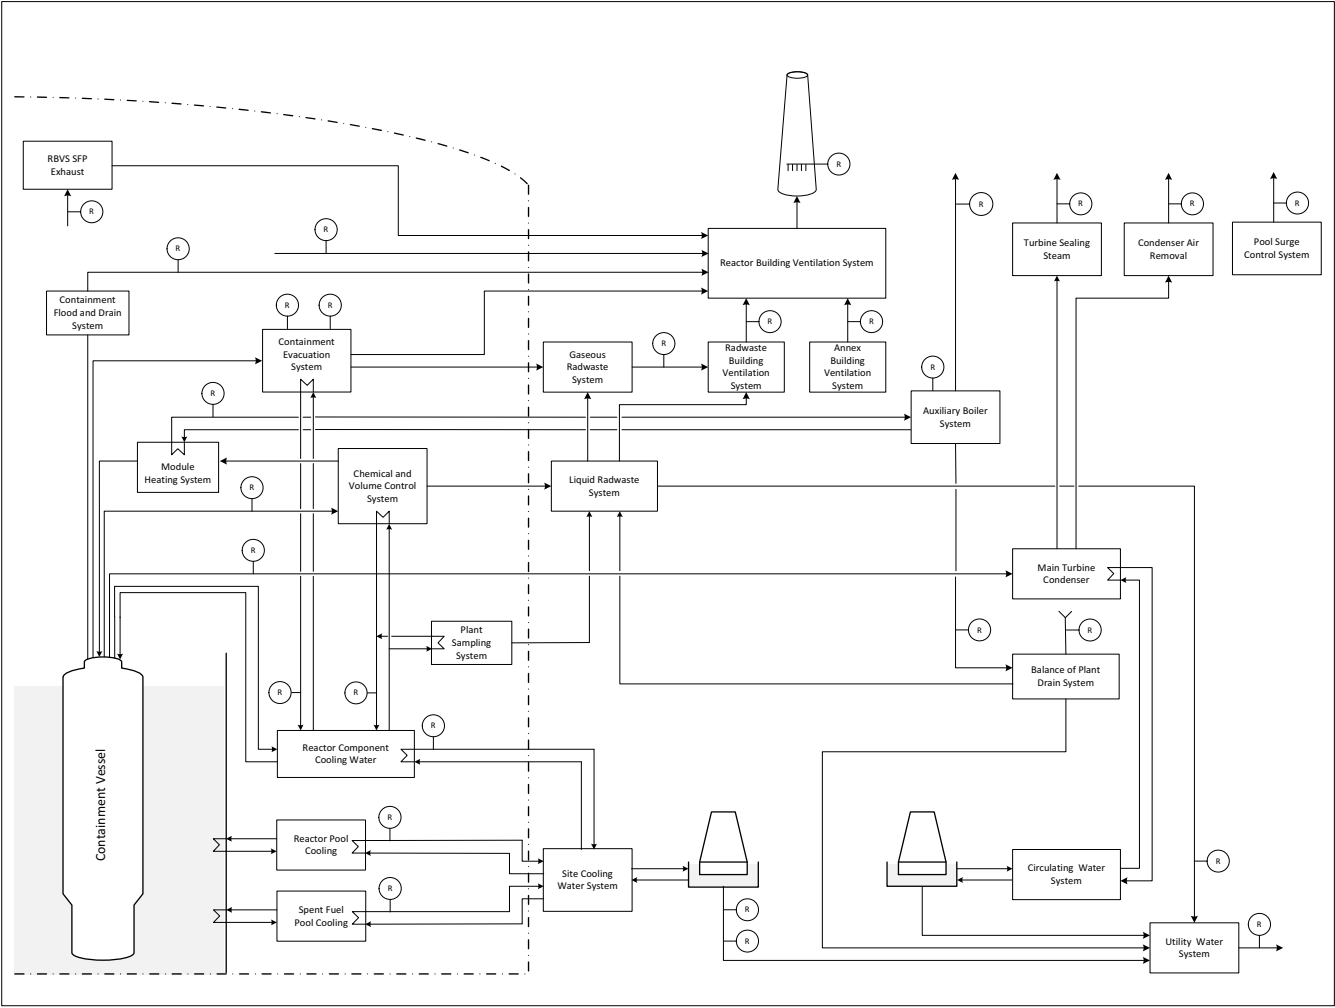 R
RBVS SFP
Exhaust
R
R
R
R
R
R
R
Reactor Building Ventilation System
Turbine Sealing
Steam
Condenser Air
Removal
Pool Surge
Control System
Containment
Flood and Drain
System
R
R
R
R
Containment
Evacuation
System
R
Gaseous
Radwaste
System
Radwaste
Building
Ventilation
System
Annex
Building
Ventilation
System
R
R
Auxiliary Boiler
System
Module
Heating System
Chemical and
Volume Control
System
Liquid Radwaste
System
R
R
Main Turbine
Condenser
Plant
Sampling
System
R
R
Balance of Plant
Drain System
R
R
R
Reactor Component
Cooling Water
Containment Vessel
R
Reactor Pool
Cooling
R
Site Cooling
Water System
Circulating Water
System
R
Spent Fuel
Pool Cooling
R
R
R
Utility Water
System